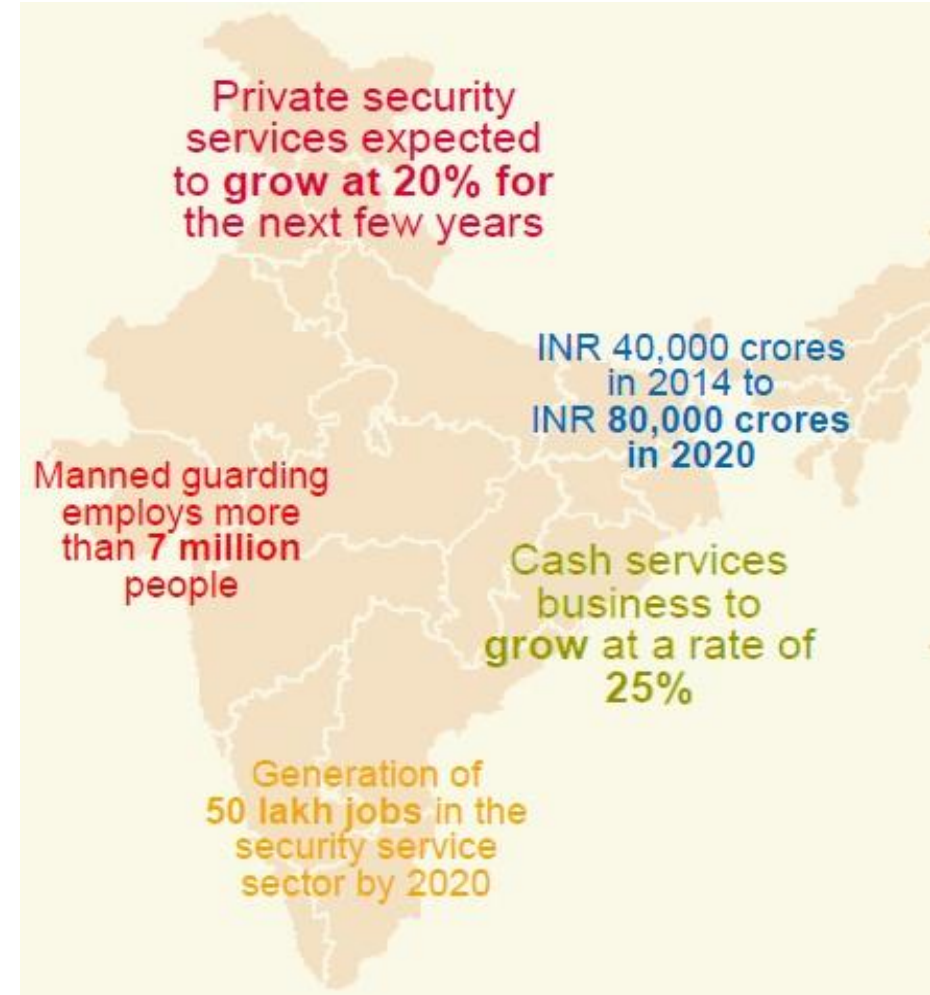 Private security
services expected
to grow at 20% for
the next few years
INR 40,000 crores
in 2014 to
INR 80,000 crores
in 2020
Manned guarding
employs more
than 7 million
people
Cash services
business to
grow at a rate of
25%
Generation of
50 lakh jobs in the
security service
sector by 2020